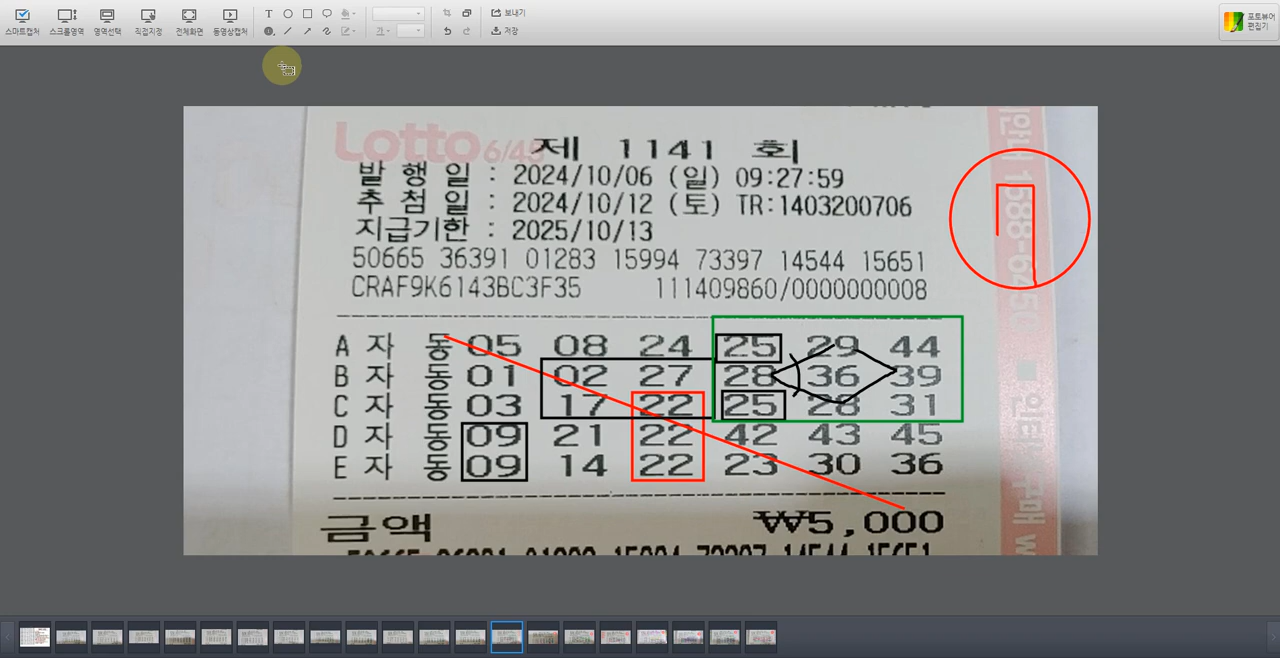 스마트캡처 스크롤영역 영역선택 직접지정 전체화면 동영상캡처 T 가 보내기 저장 포토뷰어
편집기
Lotto 6/45 제 1141 호
발 행 일 : 2024/10/06 (일) 09:27:59
추 첨 일 : 2024/10/12 (토) TR:1403200706
지급기한 : 2025/10/13
50665 36391 01283 15994 73397 14544 15651
CRAF9K6143BC3F35 111409860/0000000008
A 자 동 05 08 24 25 29 44
B 자 동 01 02 27 28 36 39
C 자 동 03 17 22 25 28 31
D 자 동 09 21 22 42 43 45
E 자 동 09 14 22 23 30 36
금액 ₩5,000
1588-6450